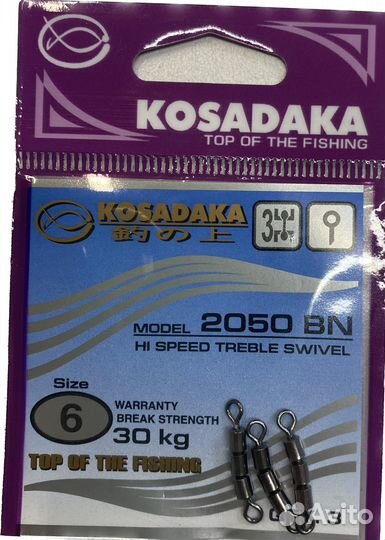 KOSADAKA
TOP OF THE FISHING
KOSADAKA
釣の上
3
MODEL 2050 BN
HI SPEED TREBLE SWIVEL
Size
6
WARRANTY
BREAK STRENGTH
30 kg
TOP OF THE FISHING
Avito